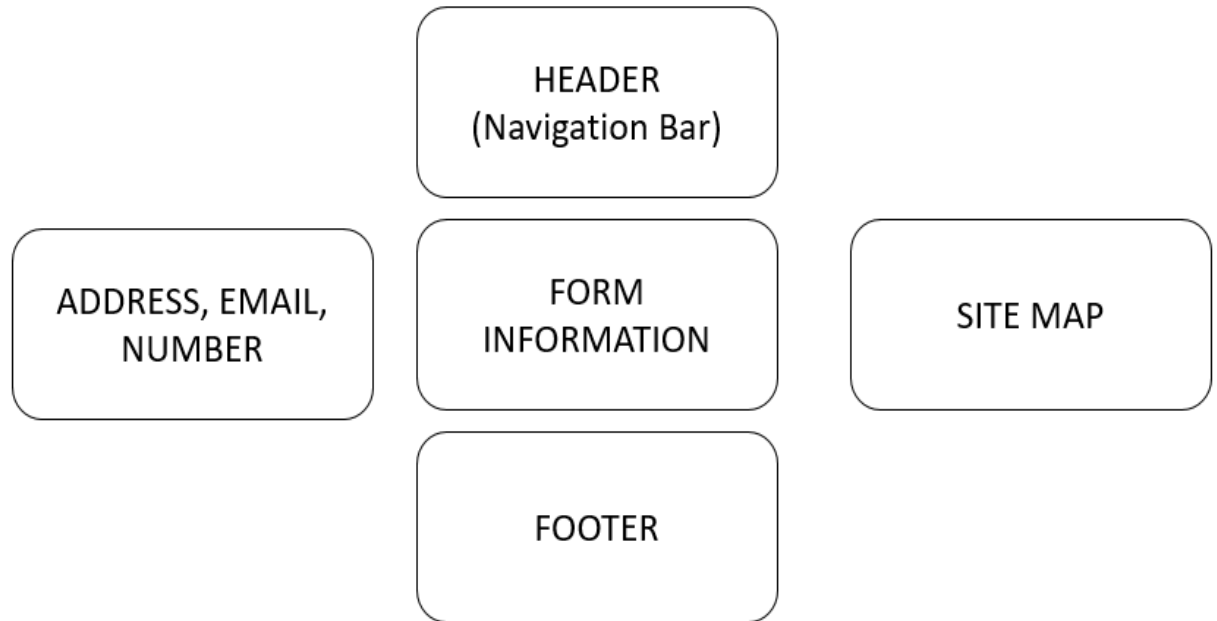 HEADER
(Navigation Bar)
ADDRESS, EMAIL,
NUMBER
FORM
INFORMATION
SITE MAP
FOOTER